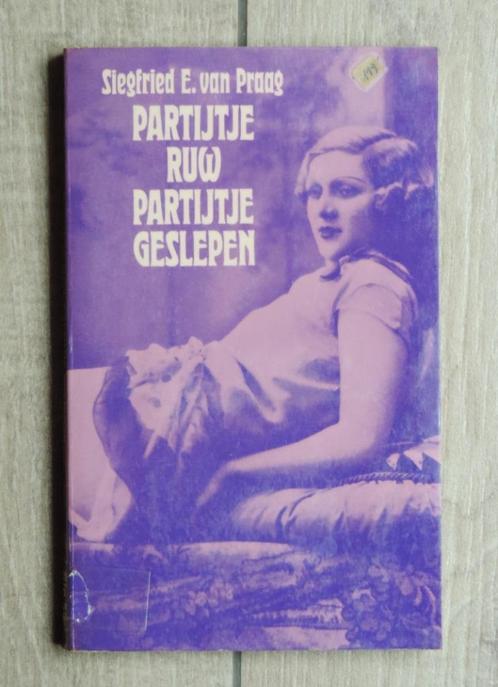 Siegfried E. van Praag
PARTIJTJE
RUW
PARTIJTJE
GESLEPEN